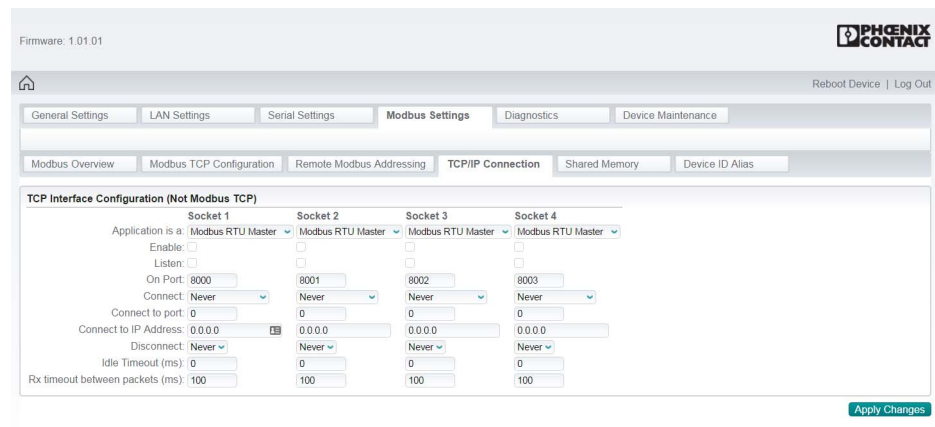 PHŒNIX
CONTACT
Firmware: 1.01.01
Reboot Device | Log Out
General Settings LAN Settings Serial Settings Modbus Settings Diagnostics Device Maintenance
Modbus Overview Modbus TCP Configuration Remote Modbus Addressing TCP/IP Connection Shared Memory Device ID Alias
TCP Interface Configuration (Not Modbus TCP)
Socket 1 Socket 2 Socket 3 Socket 4
Application is a: Modbus RTU Master Modbus RTU Master Modbus RTU Master Modbus RTU Master
Enable:
Listen:
On Port: 8000 8001 8002 8003
Connect: Never Never Never Never
Connect to port: 0 0 0 0
Connect to IP Address: 0.0.0.0 0.0.0.0 0.0.0.0 0.0.0.0
Disconnect: Never Never Never Never
Idle Timeout (ms): 0 0 0 0
Rx timeout between packets (ms): 100 100 100 100
Apply Changes